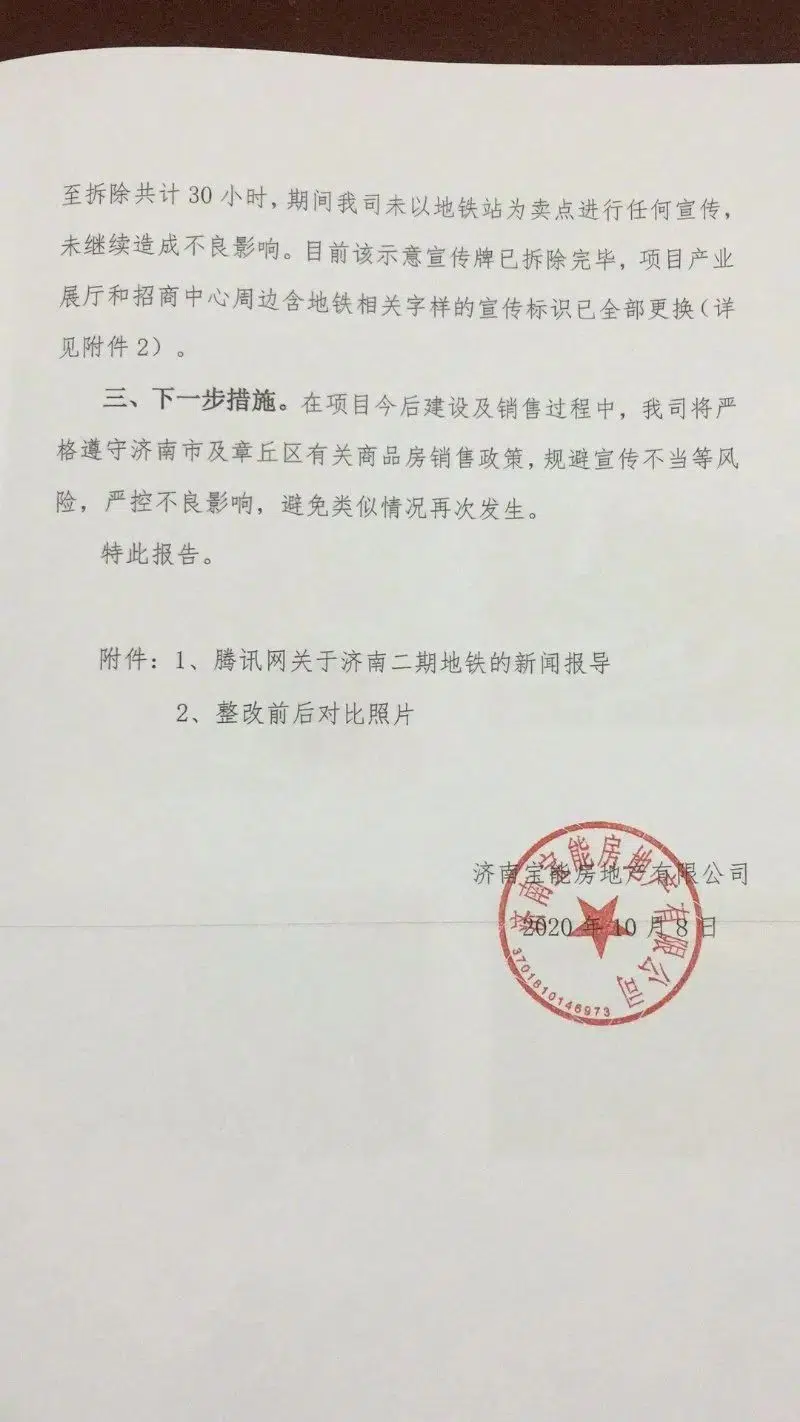 至拆除共计 30 小时，期间我司未以地铁站为卖点进行任何宣传，
未继续造成不良影响。目前该示意宣传牌已拆除完毕，项目产业
展厅和招商中心周边含地铁相关字样的宣传标识已全部更换（详
见附件 2）。
三、下一步措施。在项目今后建设及销售过程中，我司将严
格遵守济南市及章丘区有关商品房销售政策，规避宣传不当等风
险，严控不良影响，避免类似情况再次发生。
特此报告。
附件：1、腾讯网关于济南二期地铁的新闻报导
2、整改前后对比照片
济南宝能房地产有限公司
2020 年 10 月 8 日
济南宝能房地产有限公司
3701810146973